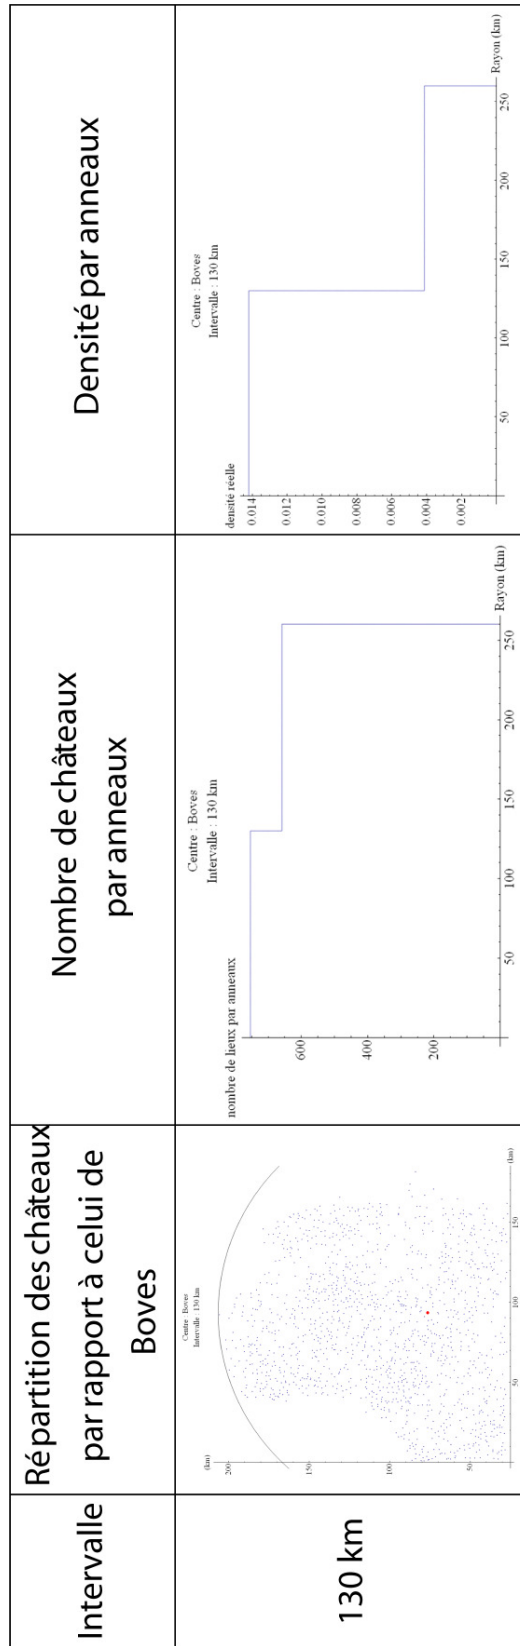 Intervalle
Répartition des châteaux
par rapport à celui de
Boves
Nombre de châteaux
par anneaux
Densité par anneaux
130 km
Centre : Boves
Intervalle : 130 km
(km)
200
150
100
50
50
100
150
(km)
Centre : Boves
Intervalle : 130 km
nombre de lieux par anneaux
600
400
200
50
100
150
200
250
Rayon (km)
Centre : Boves
Intervalle : 130 km
densité réelle
0.014
0.012
0.010
0.008
0.006
0.004
0.002
50
100
150
200
250
Rayon (km)